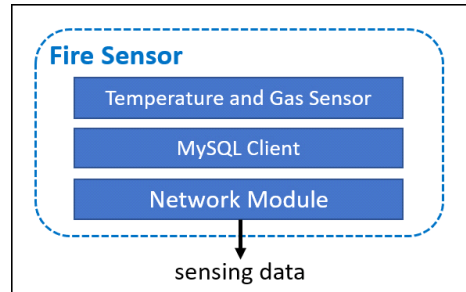 Fire Sensor
Temperature and Gas Sensor
MySQL Client
Network Module
sensing data